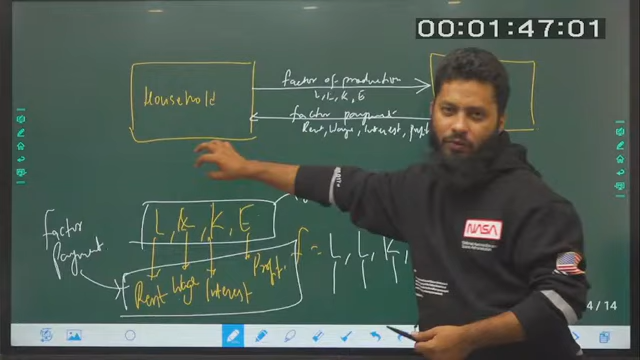 00:01:47:01
factor of production
L, L, K, E
Household
factor payment
Rent, Wage, Interest, profit
L, L, K, E
Factor
Payment
Rent Wage Interest Profit
f = L, L, K,
NASA
14/14